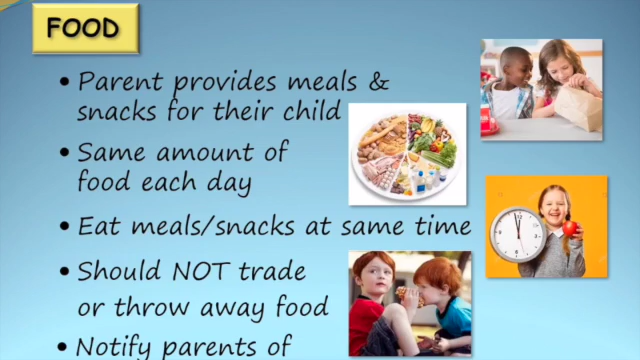 FOOD
• Parent provides meals &
snacks for their child
• Same amount of
food each day
• Eat meals/snacks at same time
• Should NOT trade
or throw away food
• Notify parents of